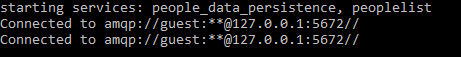 starting services: people_data_persistence, peoplelist
Connected to amqp://guest:**@127.0.0.1:5672//
Connected to amqp://guest:**@127.0.0.1:5672//